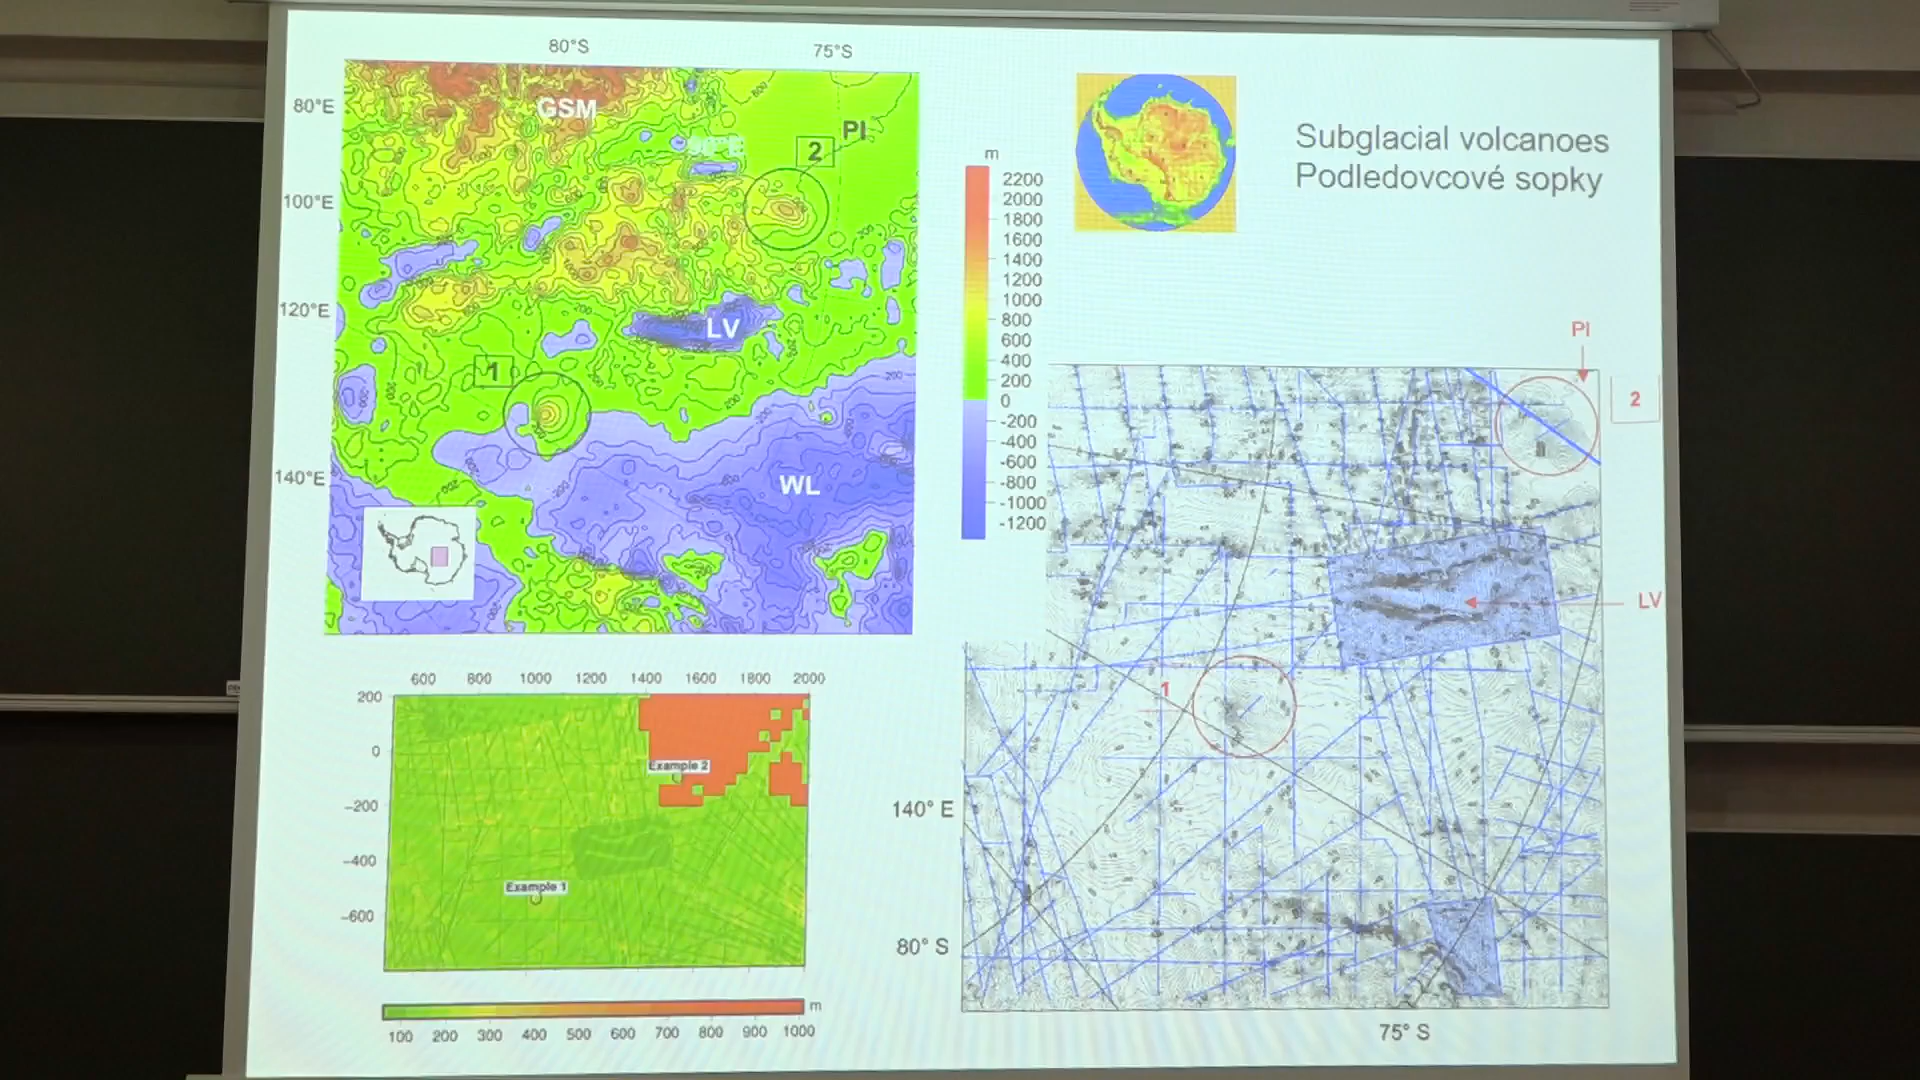 80°S
75°S
80°E
100°E
120°E
140°E
GSM
PI
90°E
2
LV
1
WL
m
2200
2000
1800
1600
1400
1200
1000
800
600
400
200
0
-200
-400
-600
-800
-1000
-1200
Subglacial volcanoes
Podledovcové sopky
PI
2
LV
1
140° E
80° S
75° S
600 800 1000 1200 1400 1600 1800 2000
200
0
−200
−400
−600
Example 2
Example 1
m
100 200 300 400 500 600 700 800 900 1000